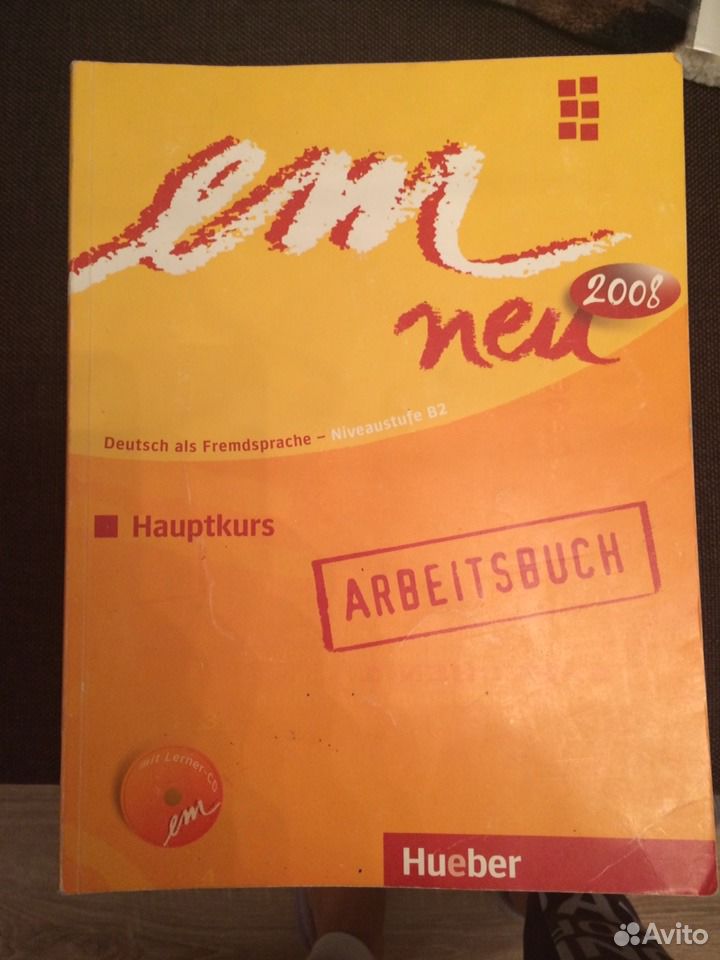 em
neu
2008
Deutsch als Fremdsprache – Niveaustufe B2
Hauptkurs
ARBEITSBUCH
mit Lerner-CD
em
Hueber
Avito